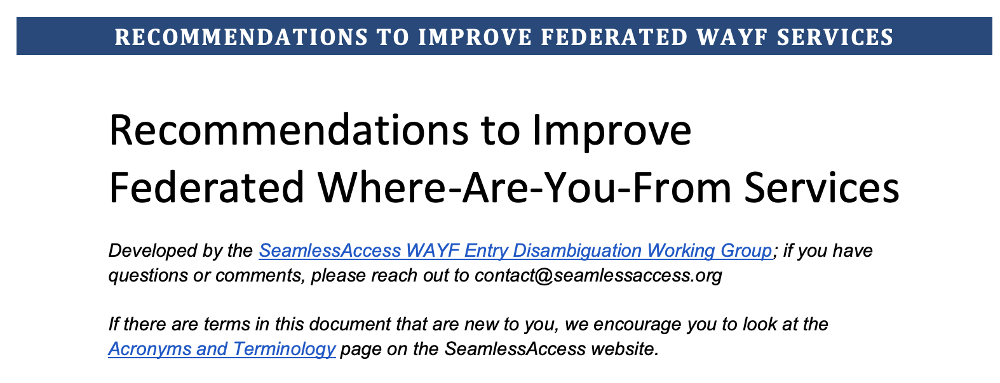 RECOMMENDATIONS TO IMPROVE FEDERATED WAYF SERVICES
Recommendations to Improve
Federated Where-Are-You-From Services
Developed by the SeamlessAccess WAYF Entry Disambiguation Working Group; if you have
questions or comments, please reach out to contact@seamlessaccess.org
If there are terms in this document that are new to you, we encourage you to look at the
Acronyms and Terminology page on the SeamlessAccess website.